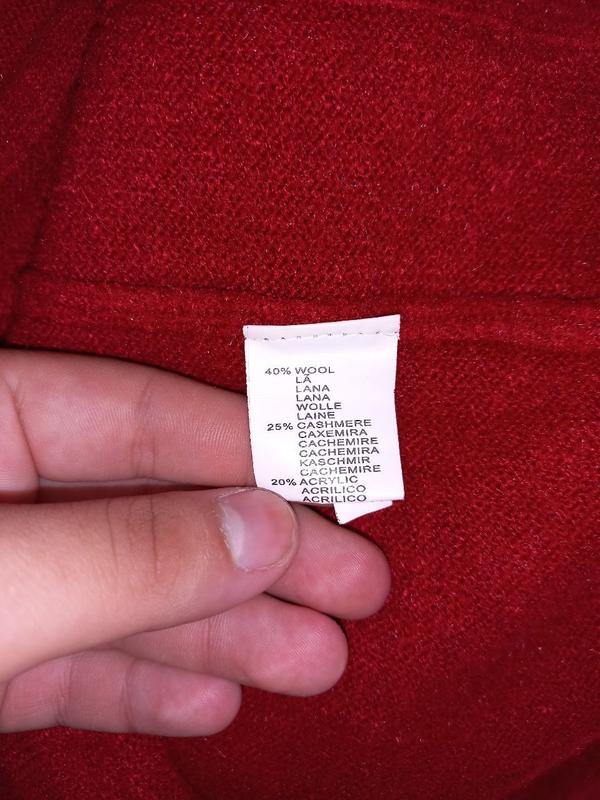 40% WOOL
LÃ
LANA
LANA
WOLLE
LAINE
25% CASHMERE
CAXEMIRA
CACHEMIRE
CACHEMIRA
KASCHMIR
CACHEMIRE
20% ACRYLIC
ACRILICO
ACRILICO